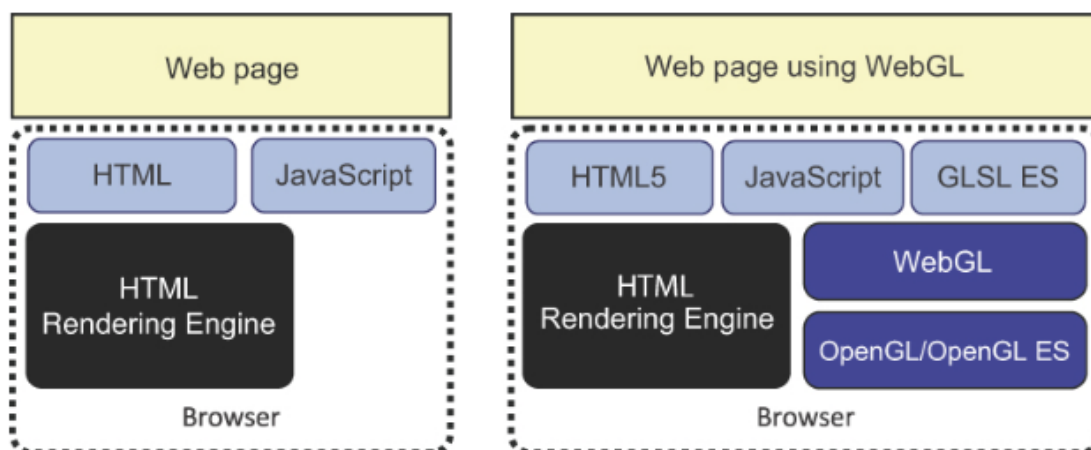 Web page
HTML
JavaScript
HTML
Rendering Engine
Browser
Web page using WebGL
HTML5
JavaScript
GLSL ES
HTML
Rendering Engine
WebGL
OpenGL/OpenGL ES
Browser